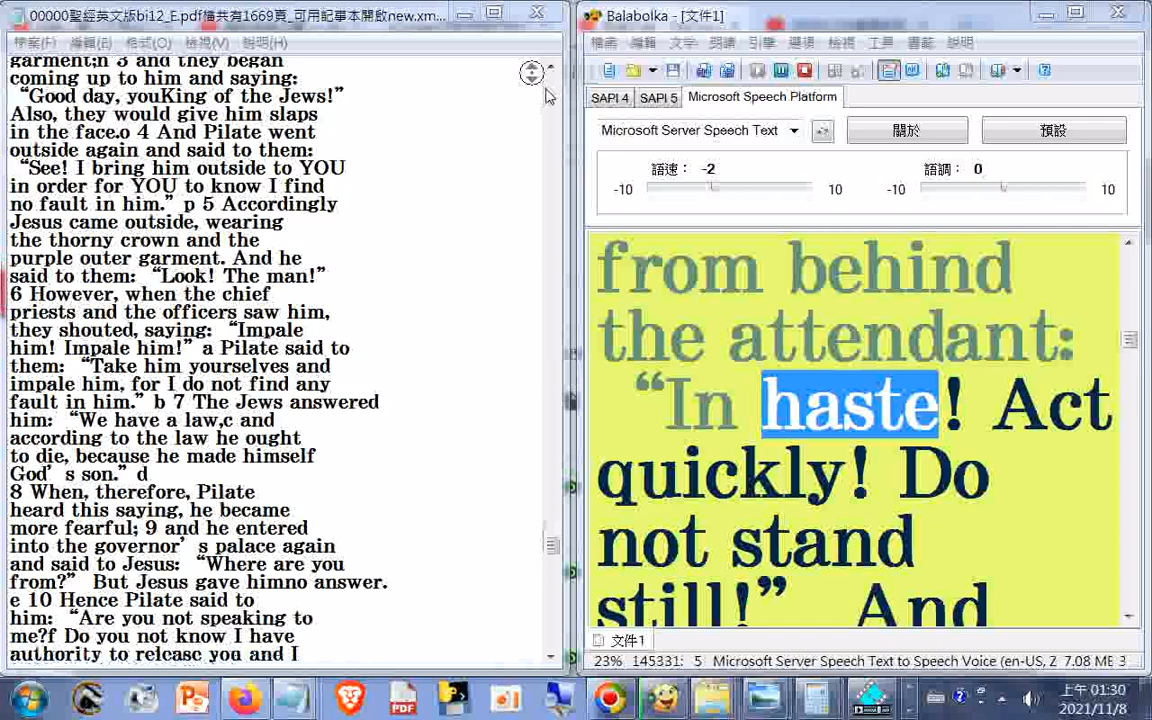 00000聖經英文版bi12_E.pdf檔共有1669頁_可用記事本開啟new.xm...
檔案(F) 編輯(E) 格式(O) 檢視(V) 說明(H)
garment;n 3 and they began
coming up to him and saying:
“Good day, youKing of the Jews!”
Also, they would give him slaps
in the face.o 4 And Pilate went
outside again and said to them:
“See! I bring him outside to YOU
in order for YOU to know I find
no fault in him.” p 5 Accordingly
Jesus came outside, wearing
the thorny crown and the
purple outer garment. And he
said to them: “Look! The man!”
6 However, when the chief
priests and the officers saw him,
they shouted, saying: “Impale
him! Impale him!” a Pilate said to
them: “Take him yourselves and
impale him, for I do not find any
fault in him.” b 7 The Jews answered
him: “We have a law,c and
according to the law he ought
to die, because he made himself
God’s son.” d
8 When, therefore, Pilate
heard this saying, he became
more fearful; 9 and he entered
into the governor’s palace again
and said to Jesus: “Where are you
from?” But Jesus gave himno answer.
e 10 Hence Pilate said to
him: “Are you not speaking to
me?f Do you not know I have
authority to release you and I
Balabolka - [文件1]
檔案 編輯 文字 朗讀 引擎 選項 檢視 工具 書籤 說明
SAPI 4 SAPI 5 Microsoft Speech Platform
Microsoft Server Speech Text 關於 預設
語速： -2 語調： 0
-10 10 -10 10
from behind
the attendant:
“In haste! Act
quickly! Do
not stand
still!” And
文件1
23% 145331: 5 Microsoft Server Speech Text to Speech Voice (en-US, Z 7.08 MB 3
PDF
上午 01:30
2021/11/8